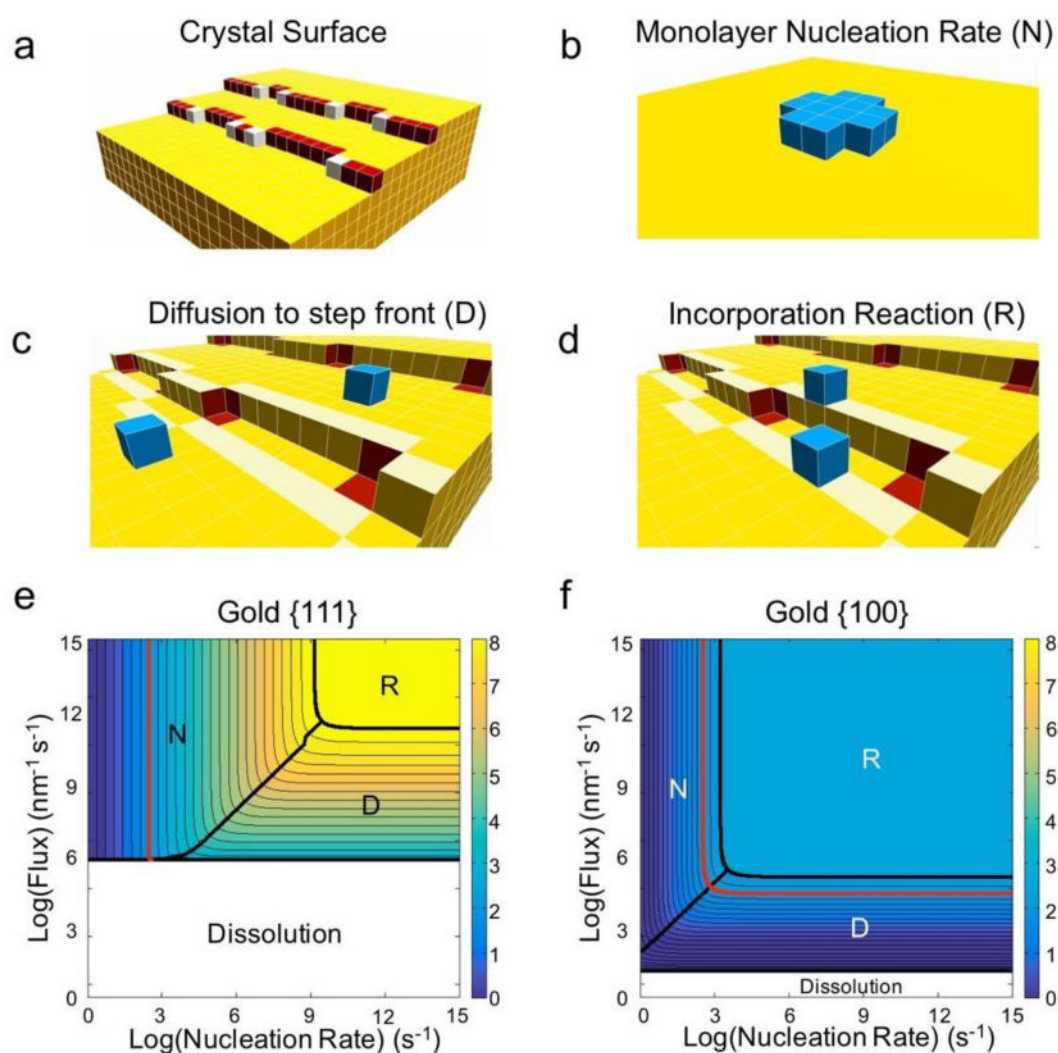 a
Crystal Surface
b
Monolayer Nucleation Rate (N)
c
Diffusion to step front (D)
d
Incorporation Reaction (R)
e
Gold {111}
15
12
9
6
3
0
Log(Flux) (nm⁻¹ s⁻¹)
N
R
D
Dissolution
0 3 6 9 12 15
Log(Nucleation Rate) (s⁻¹)
8
7
6
5
4
3
2
1
0
f
Gold {100}
15
12
9
6
3
0
Log(Flux) (nm⁻¹ s⁻¹)
N
R
D
Dissolution
0 3 6 9 12 15
Log(Nucleation Rate) (s⁻¹)
8
7
6
5
4
3
2
1
0